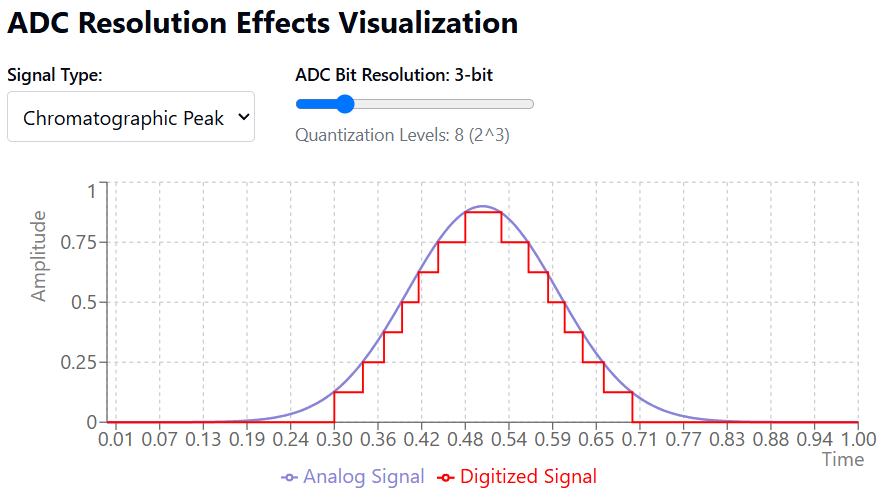 ADC Resolution Effects Visualization
Signal Type:
Chromatographic Peak
ADC Bit Resolution: 3-bit
Quantization Levels: 8 (2^3)
Amplitude
1
0.75
0.5
0.25
0
0.01 0.07 0.13 0.19 0.24 0.30 0.36 0.42 0.48 0.54 0.59 0.65 0.71 0.77 0.83 0.88 0.94 1.00
Time
Analog Signal Digitized Signal